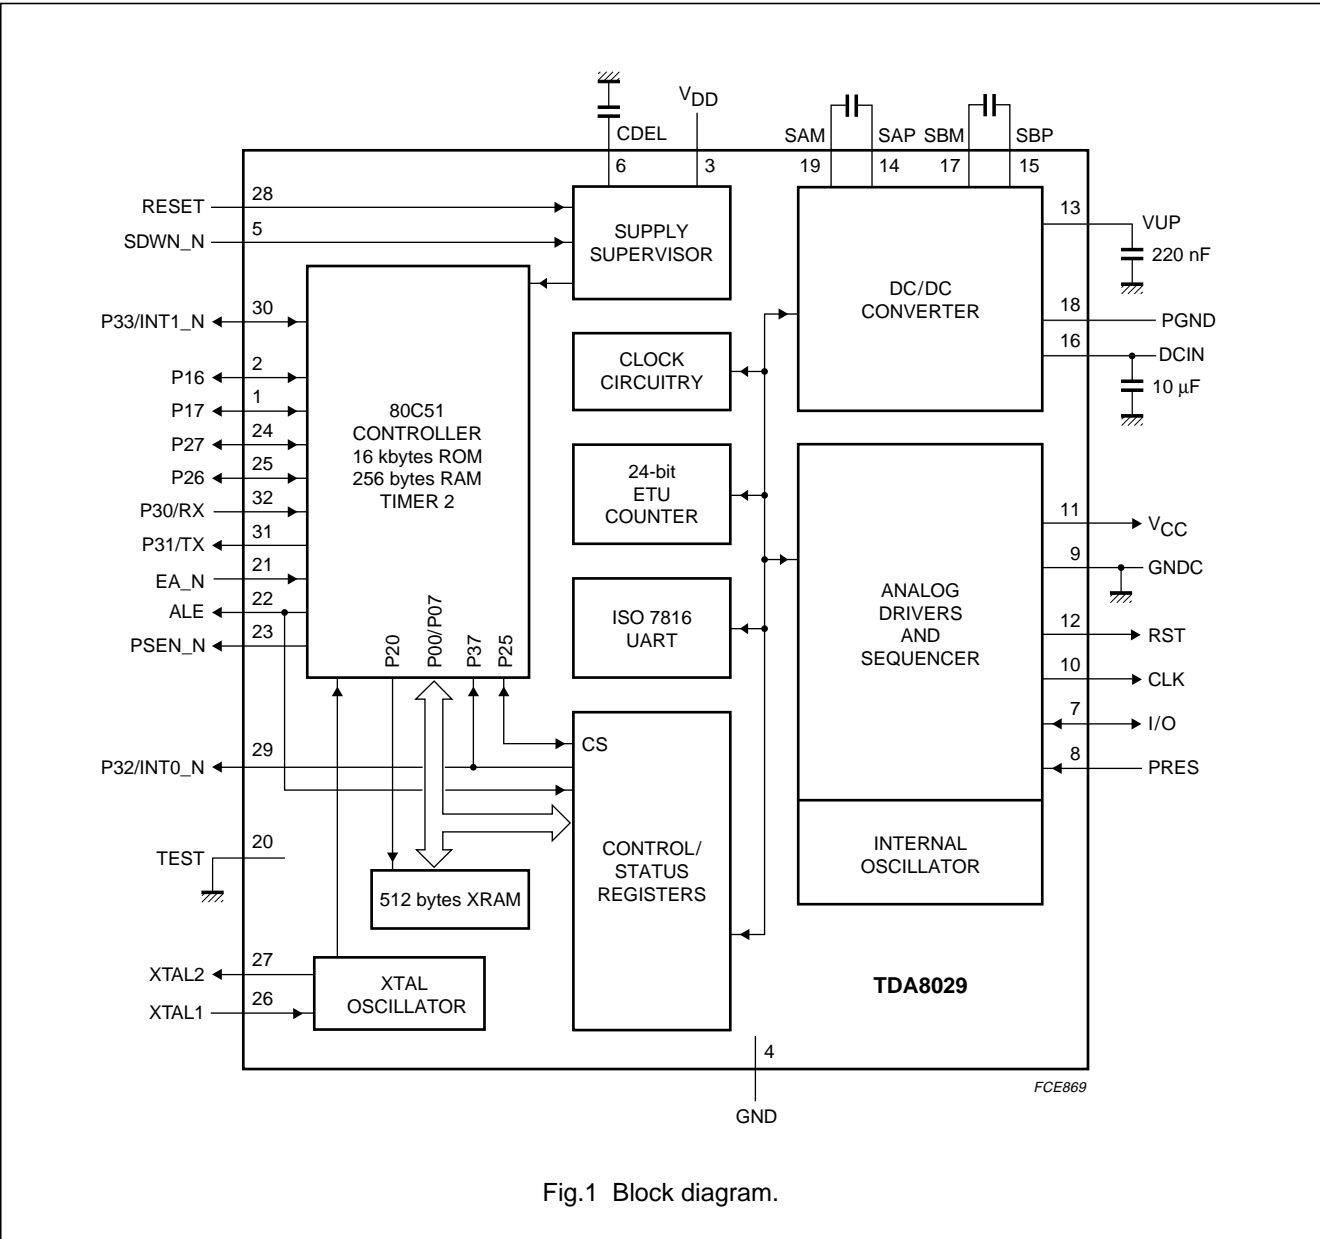 VDD
CDEL
SAM
SAP
SBM
SBP
6
3
19
14
17
15
RESET
28
SDWN_N
5
SUPPLY
SUPERVISOR
13
VUP
220 nF
DC/DC
CONVERTER
18
PGND
16
DCIN
10 μF
P33/INT1_N
30
P16
2
P17
1
P27
24
P26
25
P30/RX
32
P31/TX
31
EA_N
21
ALE
22
PSEN_N
23
80C51
CONTROLLER
16 kbytes ROM
256 bytes RAM
TIMER 2
P20
P00/P07
P37
P25
CLOCK
CIRCUITRY
24-bit
ETU
COUNTER
ISO 7816
UART
ANALOG
DRIVERS
AND
SEQUENCER
11
VCC
9
GNDC
12
RST
10
CLK
7
I/O
8
PRES
P32/INT0_N
29
CS
CONTROL/
STATUS
REGISTERS
INTERNAL
OSCILLATOR
TEST
20
512 bytes XRAM
XTAL2
27
XTAL1
26
XTAL
OSCILLATOR
TDA8029
4
GND
FCE869
Fig.1 Block diagram.